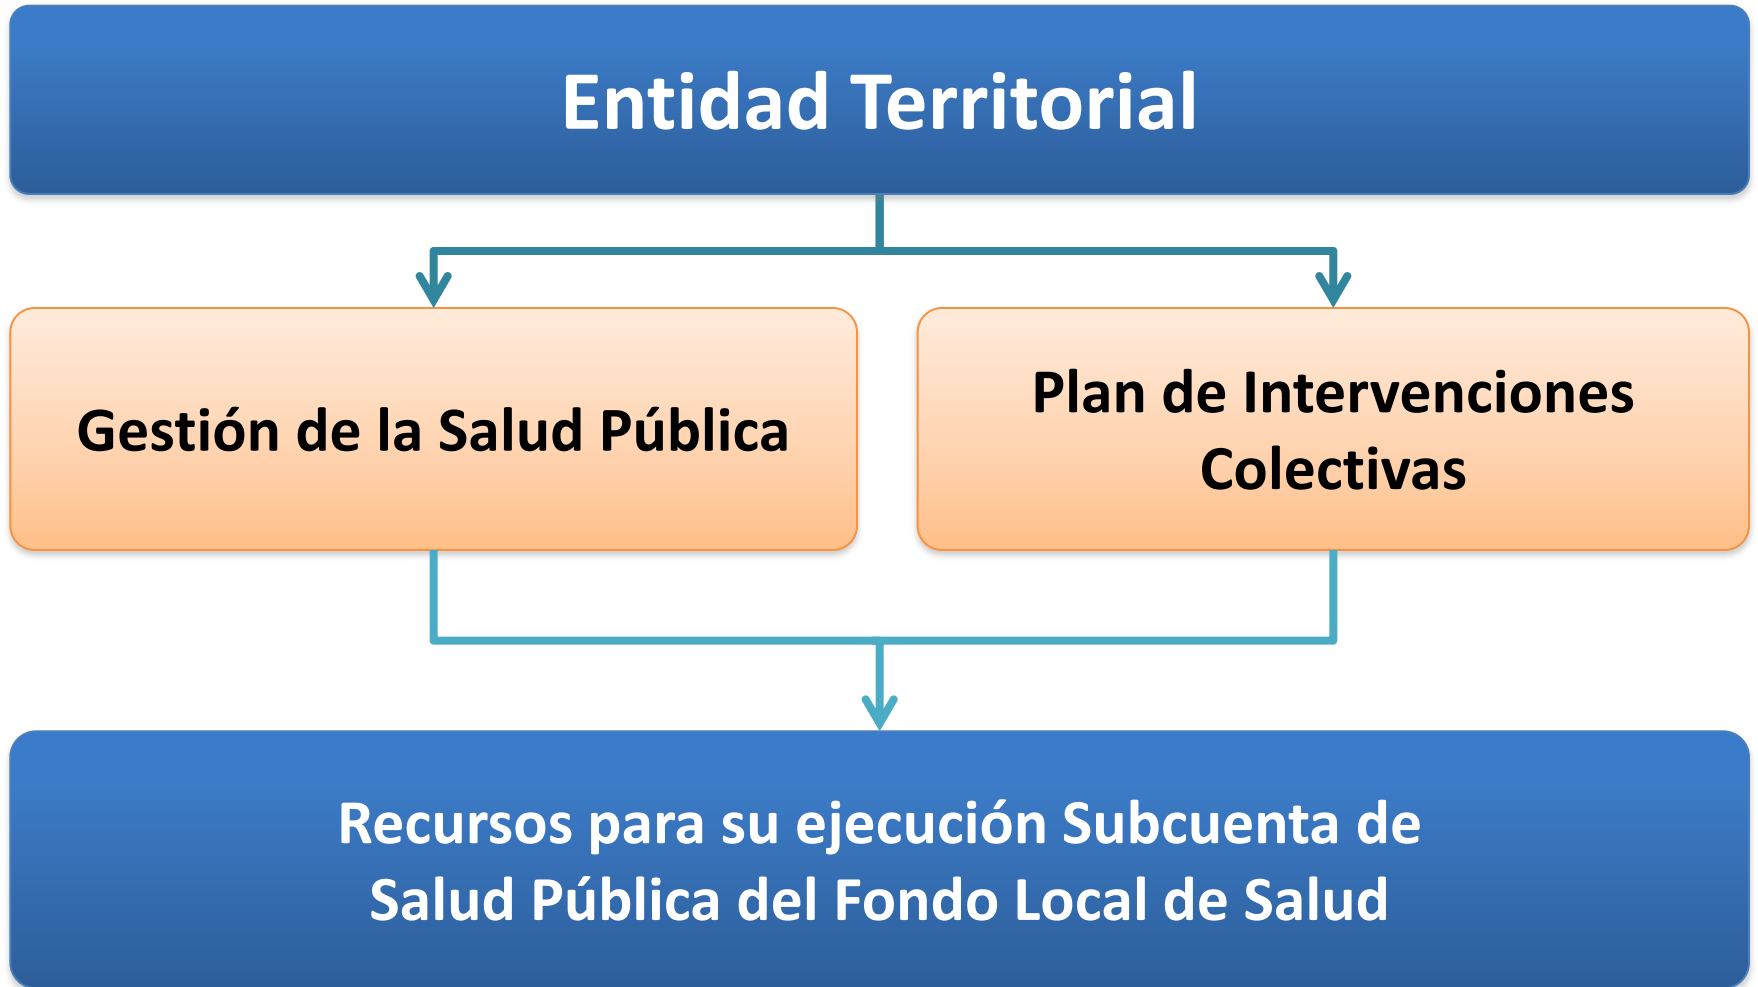 Entidad Territorial
Gestión de la Salud Pública
Plan de Intervenciones
Colectivas
Recursos para su ejecución Subcuenta de
Salud Pública del Fondo Local de Salud